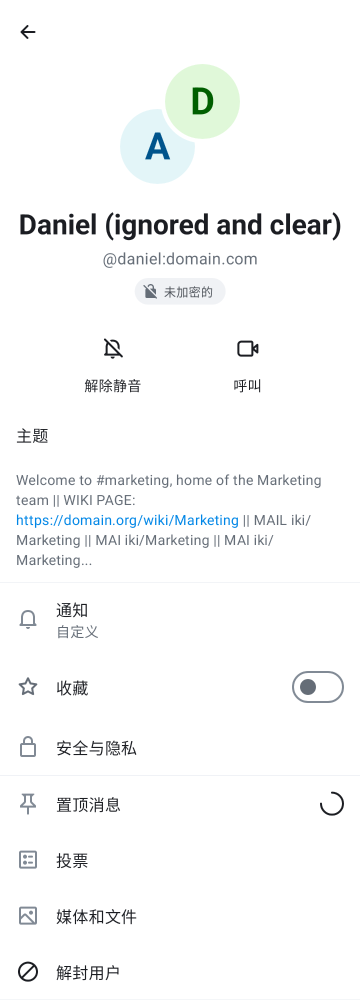 D
A
Daniel (ignored and clear)
@daniel:domain.com
未加密的
解除静音
呼叫
主题
Welcome to #marketing, home of the Marketing
team || WIKI PAGE:
https://domain.org/wiki/Marketing || MAIL iki/
Marketing || MAI iki/Marketing || MAI iki/
Marketing...
通知
自定义
收藏
安全与隐私
置顶消息
投票
媒体和文件
解封用户